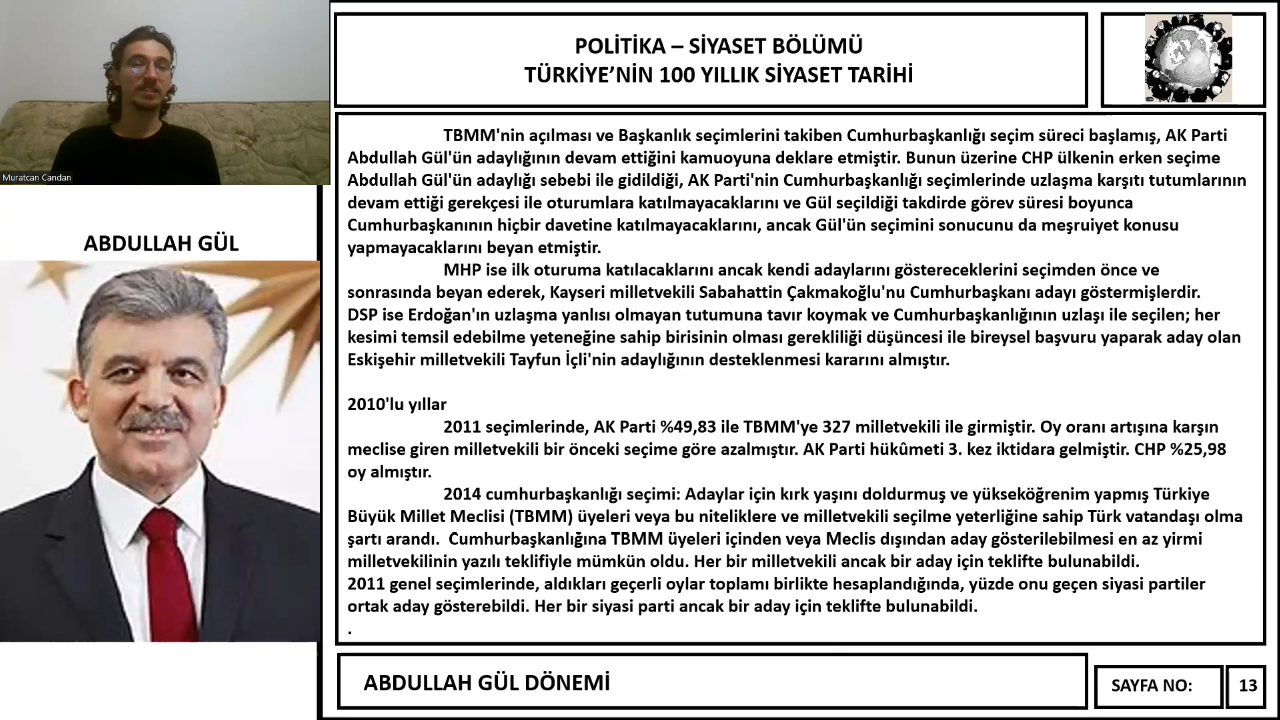 POLİTİKA – SİYASET BÖLÜMÜ
TÜRKİYE’NİN 100 YILLIK SİYASET TARİHİ
Muratcan Candan
ABDULLAH GÜL
TBMM'nin açılması ve Başkanlık seçimlerini takiben Cumhurbaşkanlığı seçim süreci başlamış, AK Parti
Abdullah Gül'ün adaylığının devam ettiğini kamuoyuna deklare etmiştir. Bunun üzerine CHP ülkenin erken seçime
Abdullah Gül'ün adaylığı sebebi ile gidildiği, AK Parti'nin Cumhurbaşkanlığı seçimlerinde uzlaşma karşıtı tutumlarının
devam ettiği gerekçesi ile oturumlara katılmayacaklarını ve Gül seçildiği takdirde görev süresi boyunca
Cumhurbaşkanının hiçbir davetine katılmayacaklarını, ancak Gül'ün seçimini sonucunu da meşruiyet konusu
yapmayacaklarını beyan etmiştir.
MHP ise ilk oturuma katılacaklarını ancak kendi adaylarını göstereceklerini seçimden önce ve
sonrasında beyan ederek, Kayseri milletvekili Sabahattin Çakmakoğlu'nu Cumhurbaşkanı adayı göstermişlerdir.
DSP ise Erdoğan'ın uzlaşma yanlısı olmayan tutumuna tavır koymak ve Cumhurbaşkanlığının uzlaşı ile seçilen; her
kesimi temsil edebilme yeteneğine sahip birisinin olması gerekliliği düşüncesi ile bireysel başvuru yaparak aday olan
Eskişehir milletvekili Tayfun İçli'nin adaylığının desteklenmesi kararını almıştır.
2010'lu yıllar
2011 seçimlerinde, AK Parti %49,83 ile TBMM'ye 327 milletvekili ile girmiştir. Oy oranı artışına karşın
meclise giren milletvekili bir önceki seçime göre azalmıştır. AK Parti hükûmeti 3. kez iktidara gelmiştir. CHP %25,98
oy almıştır.
2014 cumhurbaşkanlığı seçimi: Adaylar için kırk yaşını doldurmuş ve yükseköğrenim yapmış Türkiye
Büyük Millet Meclisi (TBMM) üyeleri veya bu niteliklere ve milletvekili seçilme yeterliğine sahip Türk vatandaşı olma
şartı arandı.  Cumhurbaşkanlığına TBMM üyeleri içinden veya Meclis dışından aday gösterilebilmesi en az yirmi
milletvekilinin yazılı teklifiyle mümkün oldu. Her bir milletvekili ancak bir aday için teklifte bulunabildi.
2011 genel seçimlerinde, aldıkları geçerli oylar toplamı birlikte hesaplandığında, yüzde onu geçen siyasi partiler
ortak aday gösterebildi. Her bir siyasi parti ancak bir aday için teklifte bulunabildi.
.
ABDULLAH GÜL DÖNEMİ
SAYFA NO:
13